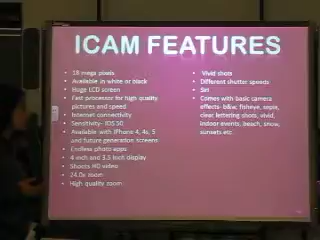 ICAM FEATURES
18 mega pixels
Available in white or black
Huge LCD screen
Fast processor for high quality
pictures and speed
Internet connectivity
Sensitivity- ISO 50
Available with iPhone 4, 4s, 5
and future generation screens
Endless photo apps
4 inch and 3.5 inch display
Shoots HD video
24.0x zoom
High quality zoom
Vivid shots
Different shutter speeds
Siri
Comes with basic camera
effects- b&w, fisheye, sepia,
clear lettering shots, vivid,
indoor events, beach, snow,
sunsets etc.